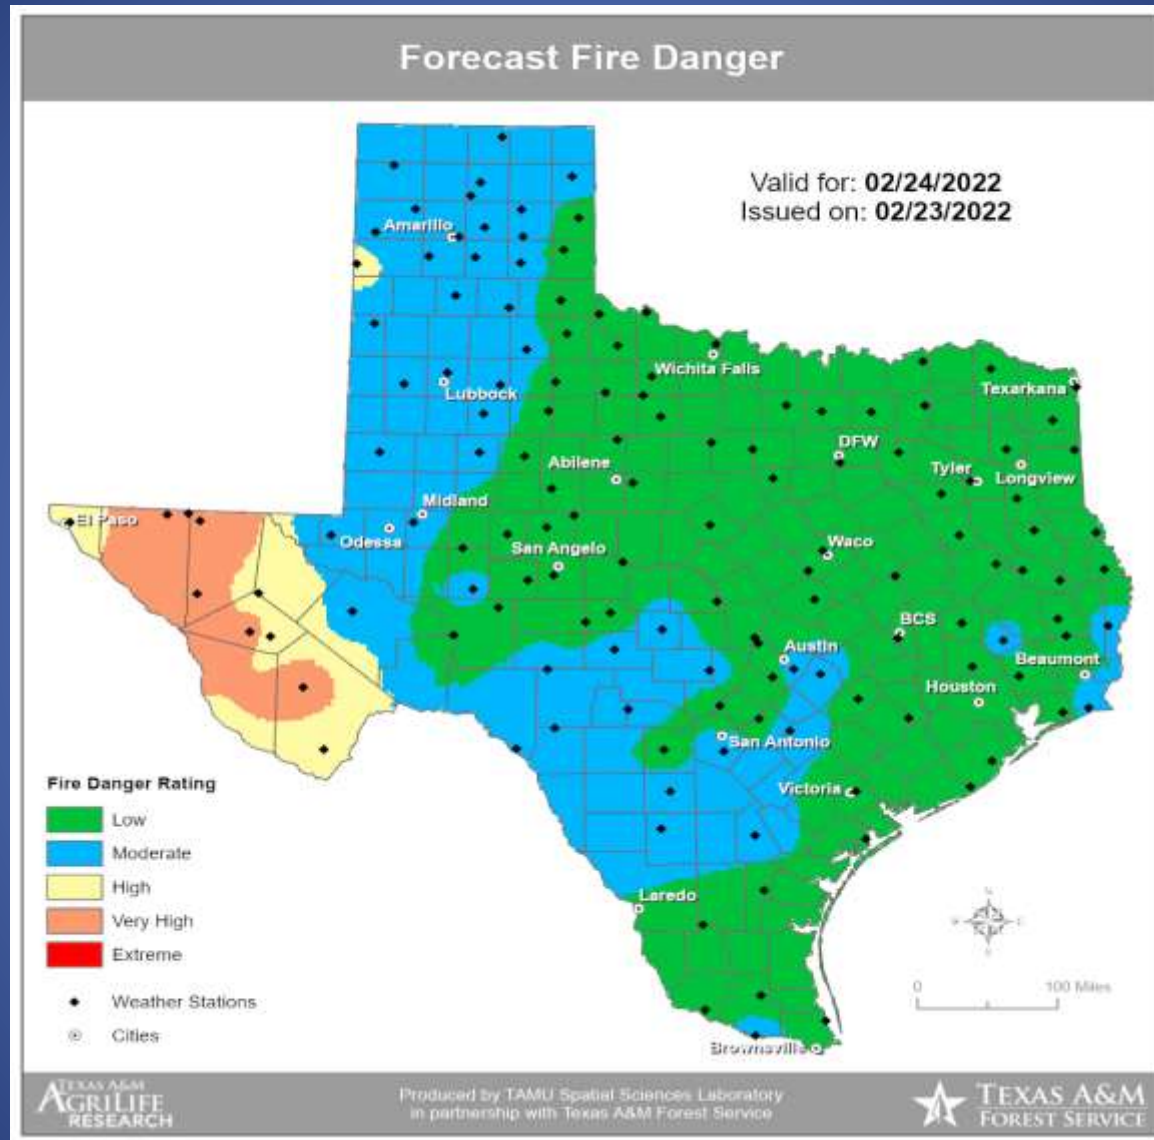 Forecast Fire Danger
Valid for: 02/24/2022
Issued on: 02/23/2022
Amarillo
Wichita Falls
Lubbock
Texarkana
DFW
Abilene
Tyler
Longview
Midland
El Paso
Odessa
San Angelo
Waco
BCS
Austin
Beaumont
Houston
San Antonio
Victoria
Laredo
Brownsville
Fire Danger Rating
Low
Moderate
High
Very High
Extreme
Weather Stations
Cities
N
W
E
S
0
100 Miles
TEXAS A&M
AGRILIFE
RESEARCH
Produced by TAMU Spatial Sciences Laboratory
in partnership with Texas A&M Forest Service
TEXAS A&M
FOREST SERVICE